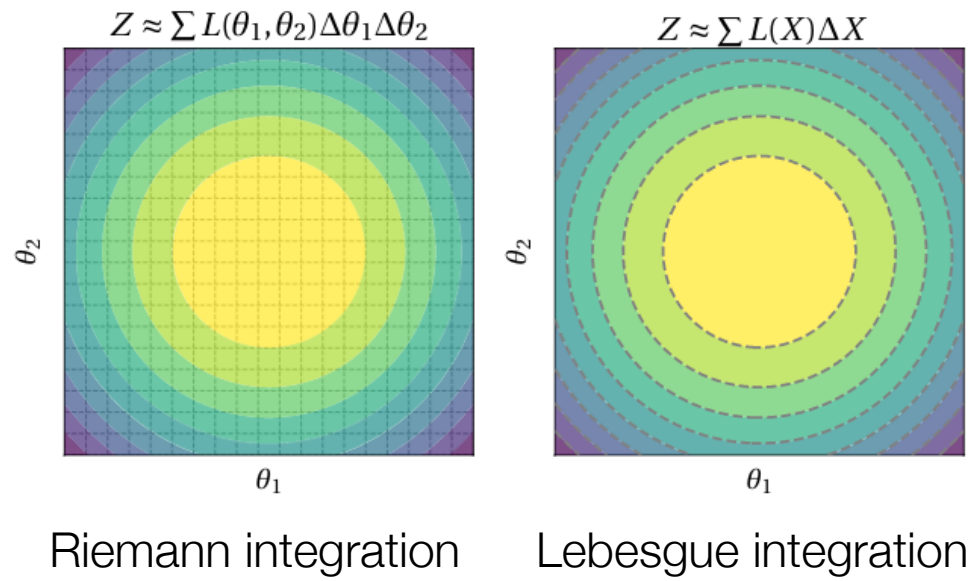 Z ≈ ∑ L(θ₁, θ₂)Δθ₁Δθ₂
θ₂
θ₁
Riemann integration
Z ≈ ∑ L(X)ΔX
θ₂
θ₁
Lebesgue integration